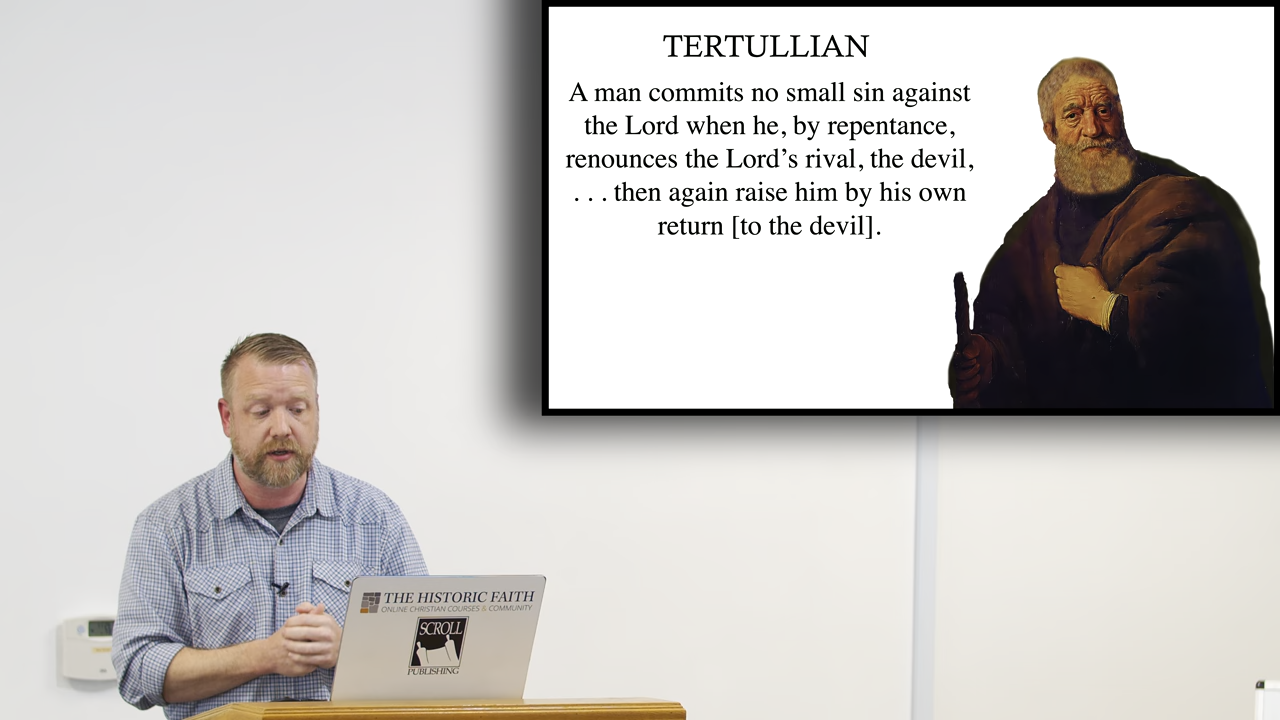 TERTULLIAN
A man commits no small sin against
the Lord when he, by repentance,
renounces the Lord’s rival, the devil,
. . . then again raise him by his own
return [to the devil].
THE HISTORIC FAITH
ONLINE CHRISTIAN COURSES & COMMUNITY
SCROLL
PUBLISHING